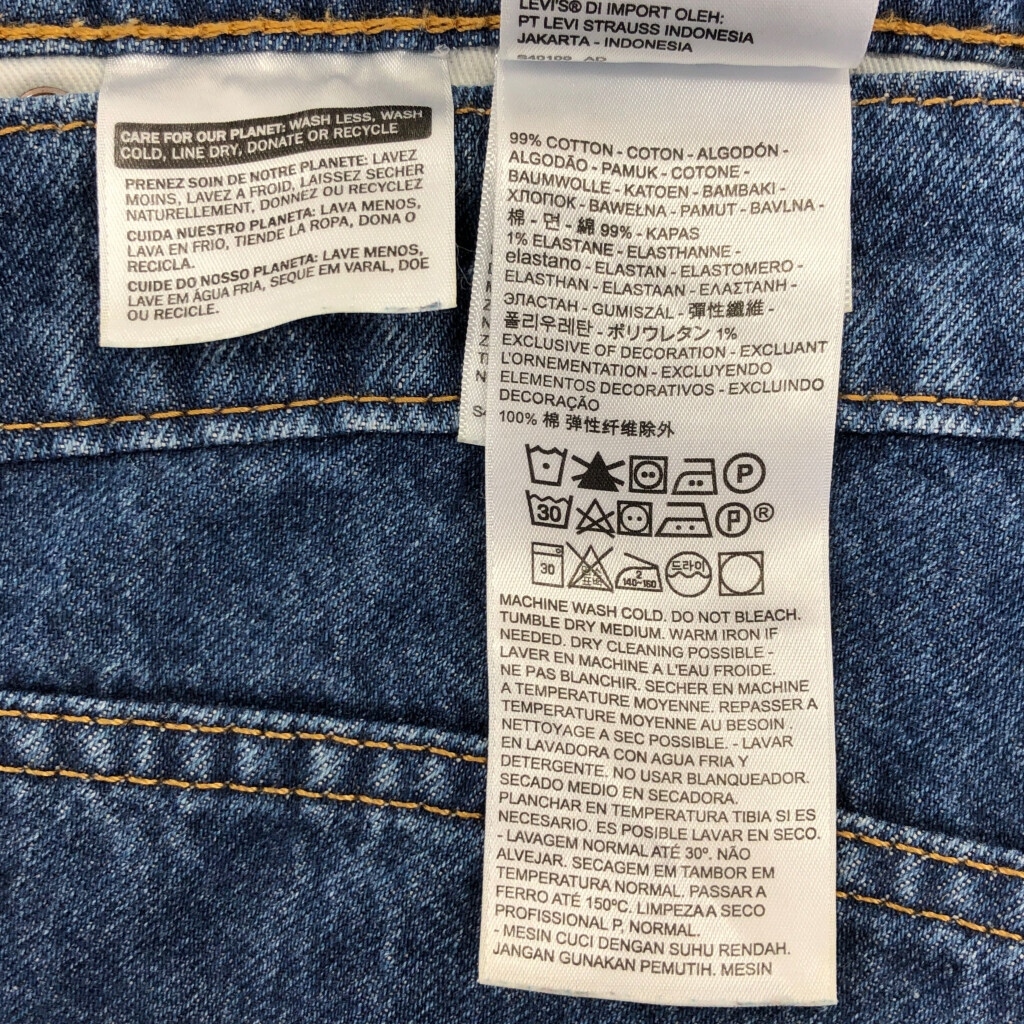 LEVI'S® DI IMPORT OLEH:
PT LEVI STRAUSS INDONESIA
JAKARTA - INDONESIA
CARE FOR OUR PLANET: WASH LESS, WASH
COLD, LINE DRY, DONATE OR RECYCLE
PRENEZ SOIN DE NOTRE PLANETE: LAVEZ
MOINS, LAVEZ A FROID, LAISSEZ SECHER
NATURELLEMENT, DONNEZ OU RECYCLEZ
CUIDA NUESTRO PLANETA: LAVA MENOS,
LAVA EN FRIO, TIENDE LA ROPA, DONA O
RECICLA.
CUIDE DO NOSSO PLANETA: LAVE MENOS,
LAVE EM ÁGUA FRIA, SEQUE EM VARAL, DOE
OU RECICLE.
99% COTTON - COTON - ALGODÓN -
ALGODÃO - PAMUK - COTONE -
BAUMWOLLE - KATOEN - BAMBAKI -
ХЛОПОК - BAWEŁNA - PAMUT - BAVLNA -
棉 - 면 - 綿 99% - KAPAS
1% ELASTANE - ELASTHANNE -
elastano - ELASTAN - ELASTOMERO -
ELASTHAN - ELASTAAN - ΕΛΑΣΤΑΝΗ -
ЭЛАСТАН - GUMISZÁL - 彈性纖維 -
폴리우레탄 - ポリウレタン 1%
EXCLUSIVE OF DECORATION - EXCLUANT
L'ORNEMENTATION - EXCLUYENDO
ELEMENTOS DECORATIVOS - EXCLUINDO
DECORAÇÃO
100% 棉 弹性纤维除外
P
30 P ®
30 2 140~160 드라이
MACHINE WASH COLD. DO NOT BLEACH.
TUMBLE DRY MEDIUM. WARM IRON IF
NEEDED. DRY CLEANING POSSIBLE -
LAVER EN MACHINE A L'EAU FROIDE.
NE PAS BLANCHIR. SECHER EN MACHINE
A TEMPERATURE MOYENNE. REPASSER A
TEMPERATURE MOYENNE AU BESOIN
NETTOYAGE A SEC POSSIBLE. - LAVAR
EN LAVADORA CON AGUA FRIA Y
DETERGENTE. NO USAR BLANQUEADOR.
SECADO MEDIO EN SECADORA.
PLANCHAR EN TEMPERATURA TIBIA SI ES
NECESARIO. ES POSIBLE LAVAR EN SECO.
- LAVAGEM NORMAL ATÉ 30º. NÃO
ALVEJAR. SECAGEM EM TAMBOR EM
TEMPERATURA NORMAL. PASSAR A
FERRO ATÉ 150ºC. LIMPEZA A SECO
PROFISSIONAL P, NORMAL.
- MESIN CUCI DENGAN SUHU RENDAH.
JANGAN GUNAKAN PEMUTIH. MESIN